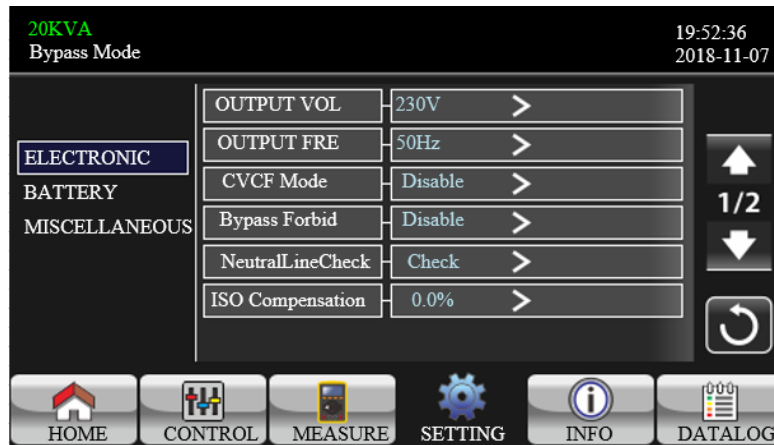 20KVA
Bypass Mode
19:52:36
2018-11-07
ELECTRONIC
BATTERY
MISCELLANEOUS
OUTPUT VOL 230V >
OUTPUT FRE 50Hz >
CVCF Mode Disable >
Bypass Forbid Disable >
NeutralLineCheck Check >
ISO Compensation 0.0% >
1/2
HOME CONTROL MEASURE SETTING INFO DATALOG